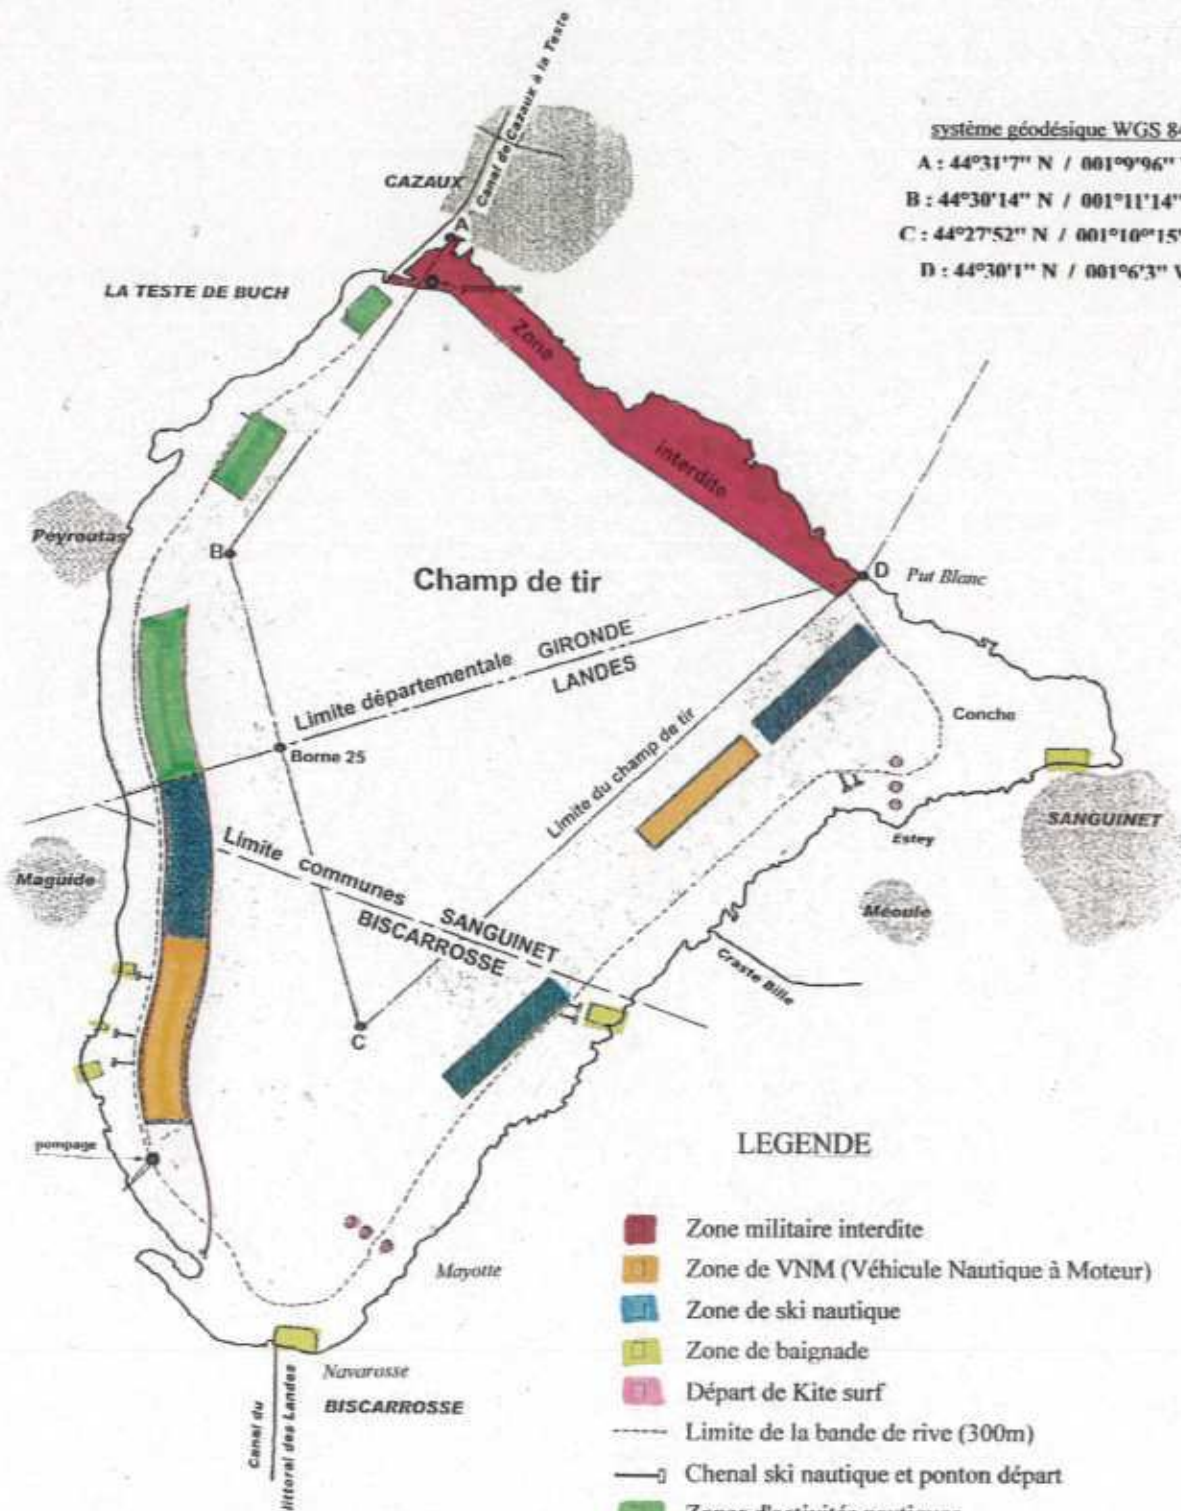 Canal de Cazaux à la Teste
système géodésique WGS 84
A : 44°31'7'' N / 001°9'96''
B : 44°30'14'' N / 001°11'14''
C : 44°27'52'' N / 001°10°'15'
D : 44°30'1'' N / 001°6'3''
CAZAUX
A
LA TESTE DE BUCH
pompage
Zone
interdite
Peyroutas
B
Champ de tir
D
Put Blanc
Limite départementale GIRONDE
LANDES
Borne 25
Conche
Limite du champ de tir
SANGUINET
Estey
Maguide
Limite communes SANGUINET
BISCARROSSE
Méoule
Craste Bille
C
pompage
Mayotte
Navarosse
BISCARROSSE
Canal du
littoral des Landes
LEGENDE
Zone militaire interdite
Zone de VNM (Véhicule Nautique à Moteur)
Zone de ski nautique
Zone de baignade
Départ de Kite surf
Limite de la bande de rive (300m)
Chenal ski nautique et ponton départ
Zones d'activités nautiques